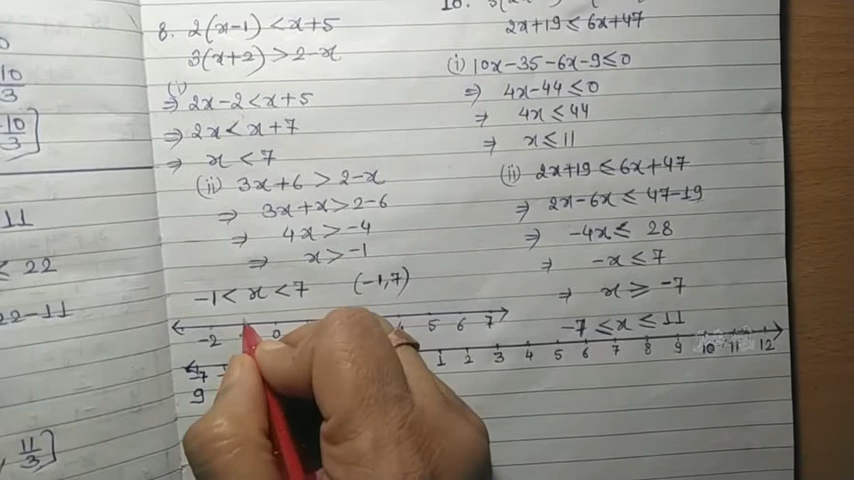 10
3
-10
3
11
≤ 22
22-11
11
3
8. 2(x-1) < x+5
3(x+2) > 2-x
(i)
⇒ 2x-2 < x+5
⇒ 2x < x+7
⇒ x < 7
(ii) 3x+6 > 2-x
⇒ 3x+x > 2-6
⇒ 4x > -4
⇒ x > -1
-1 < x < 7 (-1,7)
-2 0 4 5 6 7
10.
2x+19 ≤ 6x+47
(i) 10x-35-6x-9 ≤ 0
⇒ 4x-44 ≤ 0
⇒ 4x ≤ 44
⇒ x ≤ 11
(ii) 2x+19 ≤ 6x+47
⇒ 2x-6x ≤ 47-19
⇒ -4x ≤ 28
⇒ -x ≤ 7
⇒ x ≥ -7
-7 ≤ x ≤ 11
-7 1 2 3 4 5 6 7 8 9 10 11 12
9